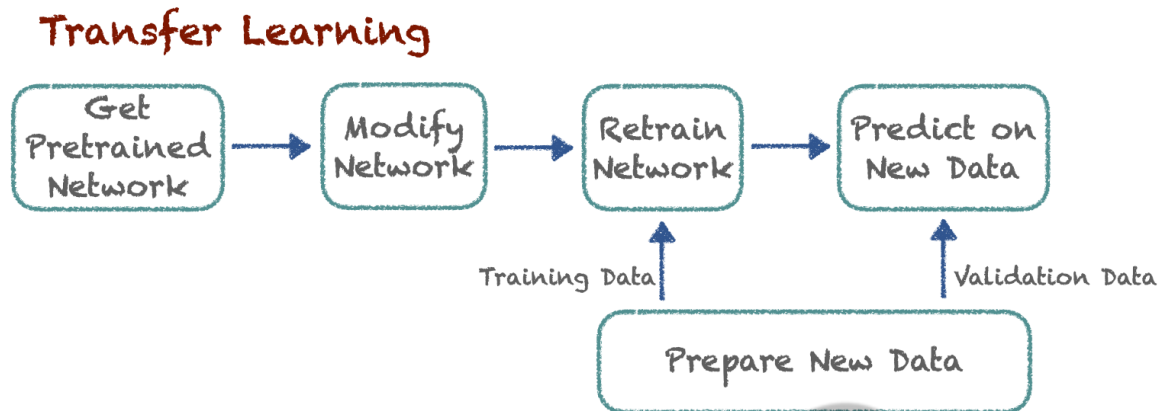 Transfer Learning
Get
Pretrained
Network
Modify
Network
Retrain
Network
Predict on
New Data
Training Data
Validation Data
Prepare New Data